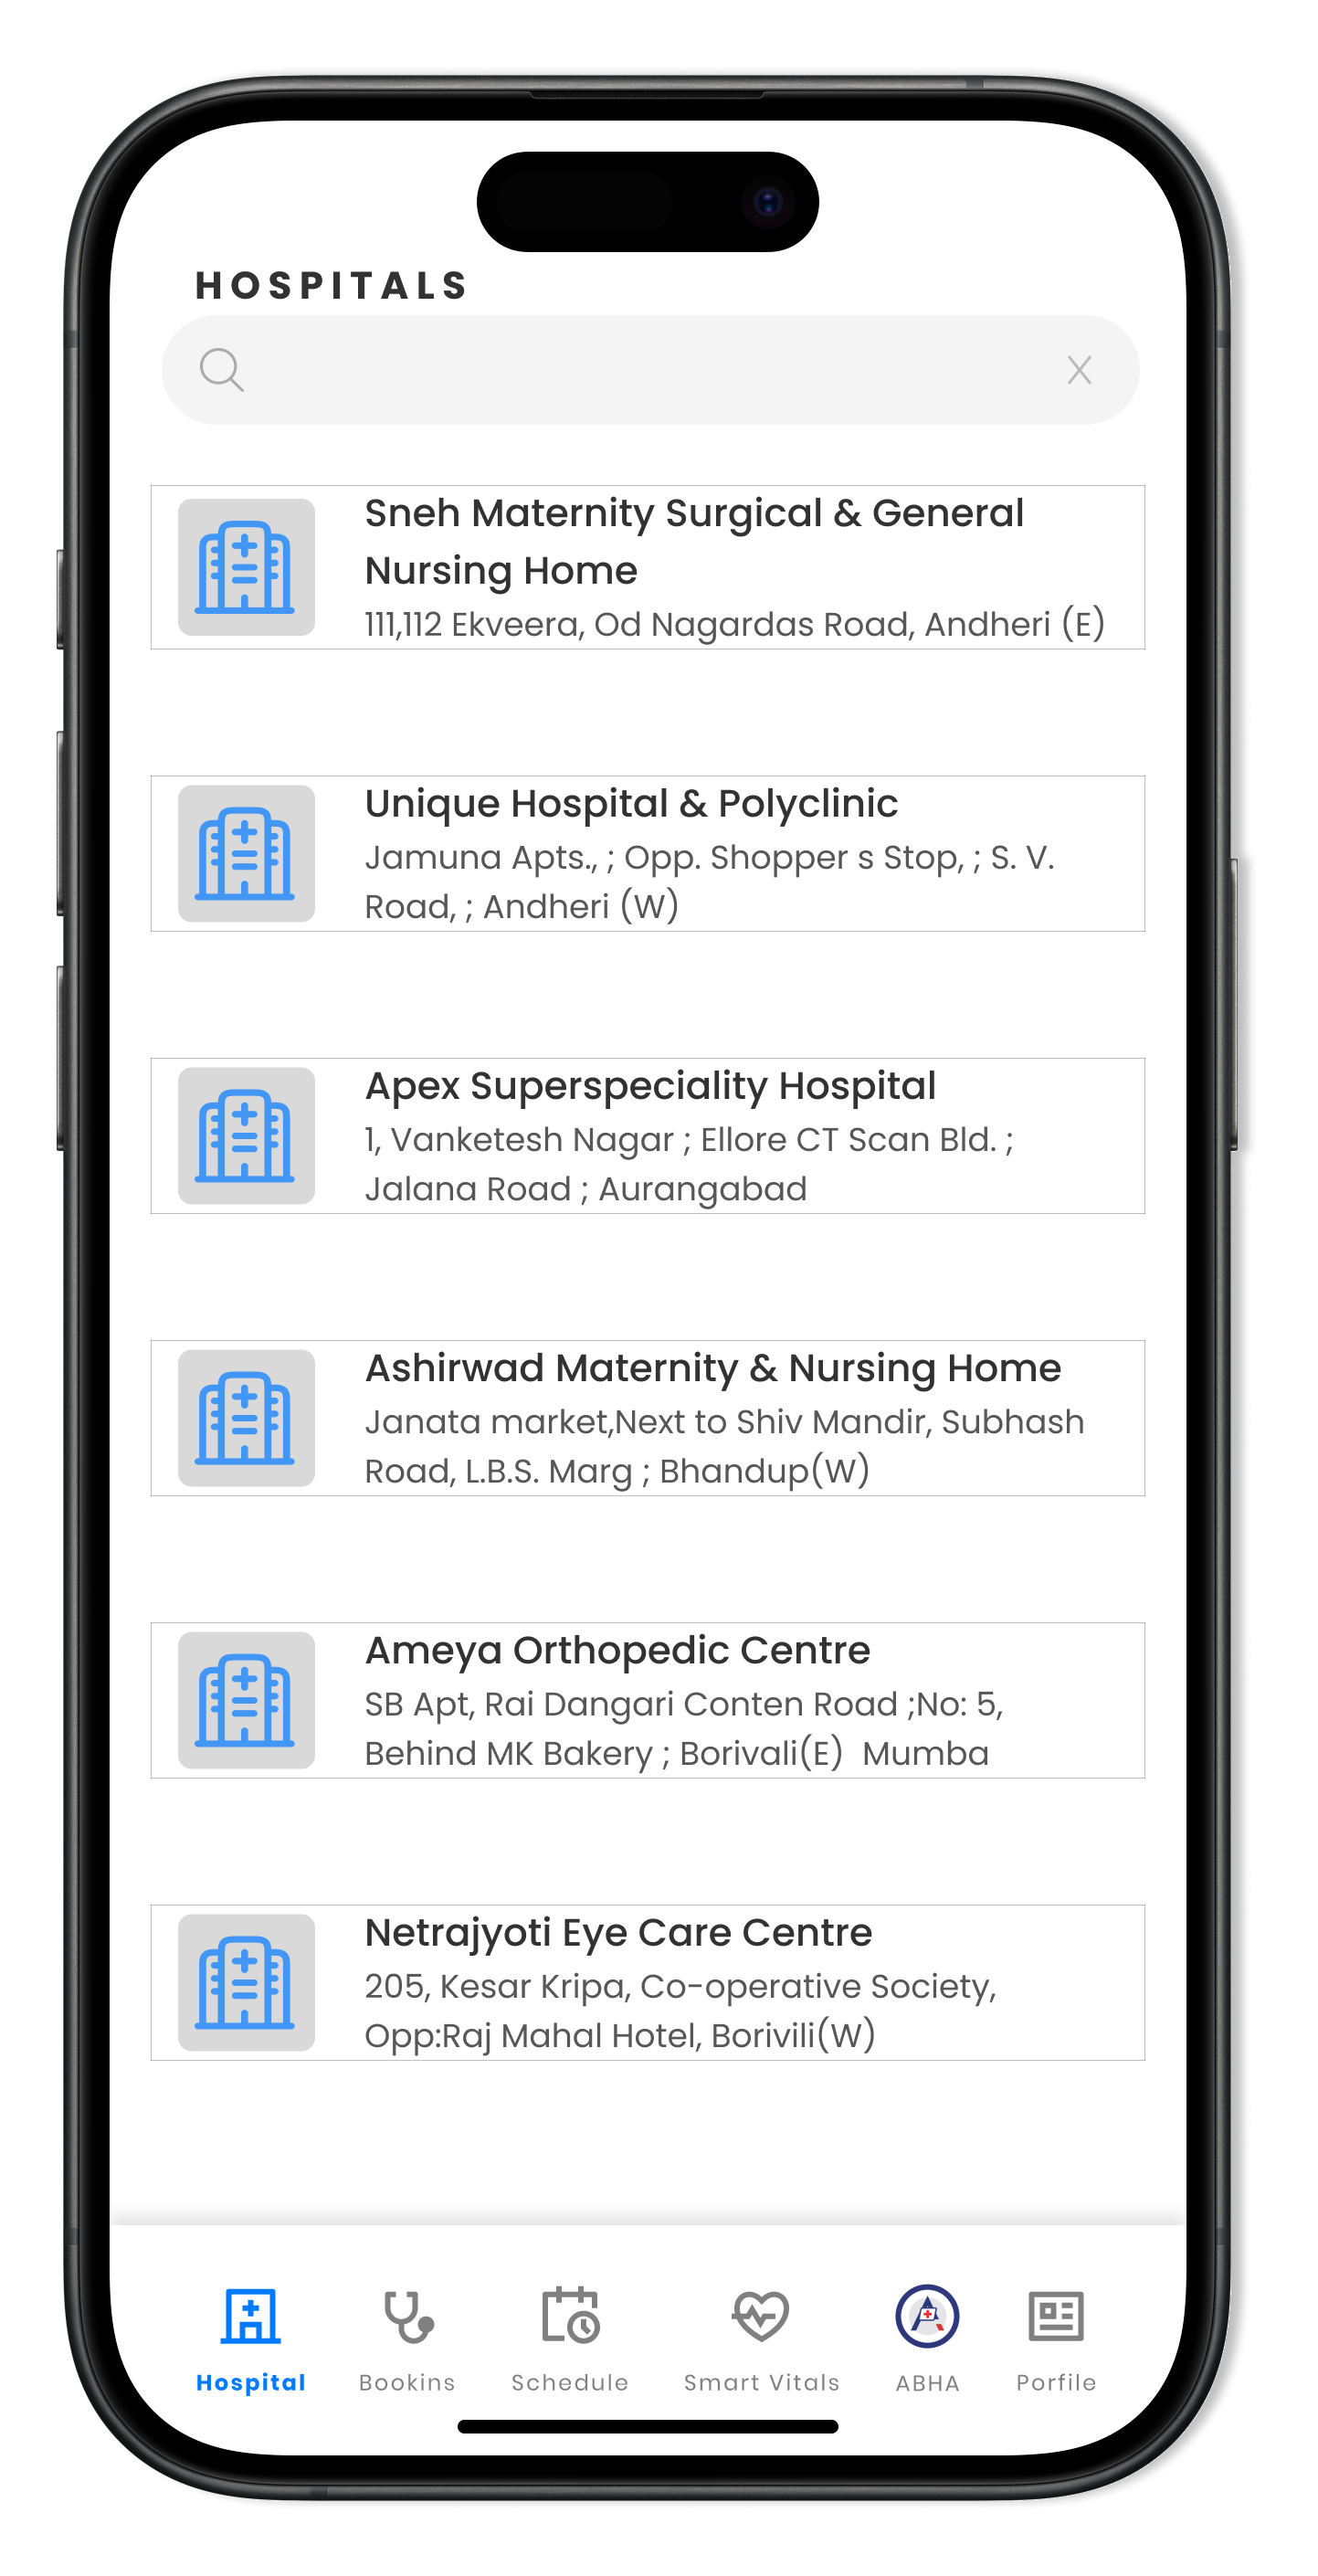 HOSPITALS
X
Sneh Maternity Surgical & General
Nursing Home
111,112 Ekveera, Od Nagardas Road, Andheri (E)
Unique Hospital & Polyclinic
Jamuna Apts., ; Opp. Shopper s Stop, ; S. V.
Road, ; Andheri (W)
Apex Superspeciality Hospital
1, Vanketesh Nagar ; Ellore CT Scan Bld. ;
Jalana Road ; Aurangabad
Ashirwad Maternity & Nursing Home
Janata market,Next to Shiv Mandir, Subhash
Road, L.B.S. Marg ; Bhandup(W)
Ameya Orthopedic Centre
SB Apt, Rai Dangari Conten Road ;No: 5,
Behind MK Bakery ; Borivali(E)  Mumba
Netrajyoti Eye Care Centre
205, Kesar Kripa, Co-operative Society,
Opp:Raj Mahal Hotel, Borivili(W)
Hospital Bookins Schedule Smart Vitals ABHA Porfile